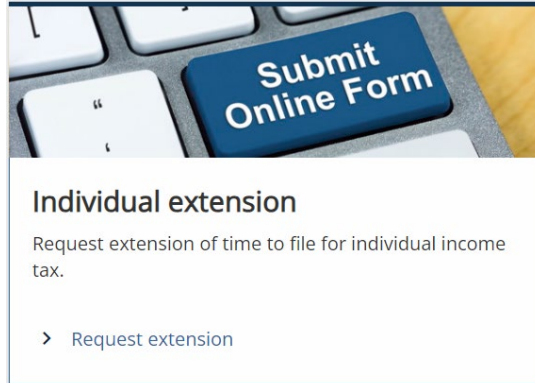 [
"
'
Submit
Online Form
Individual extension
Request extension of time to file for individual income
tax.
Request extension